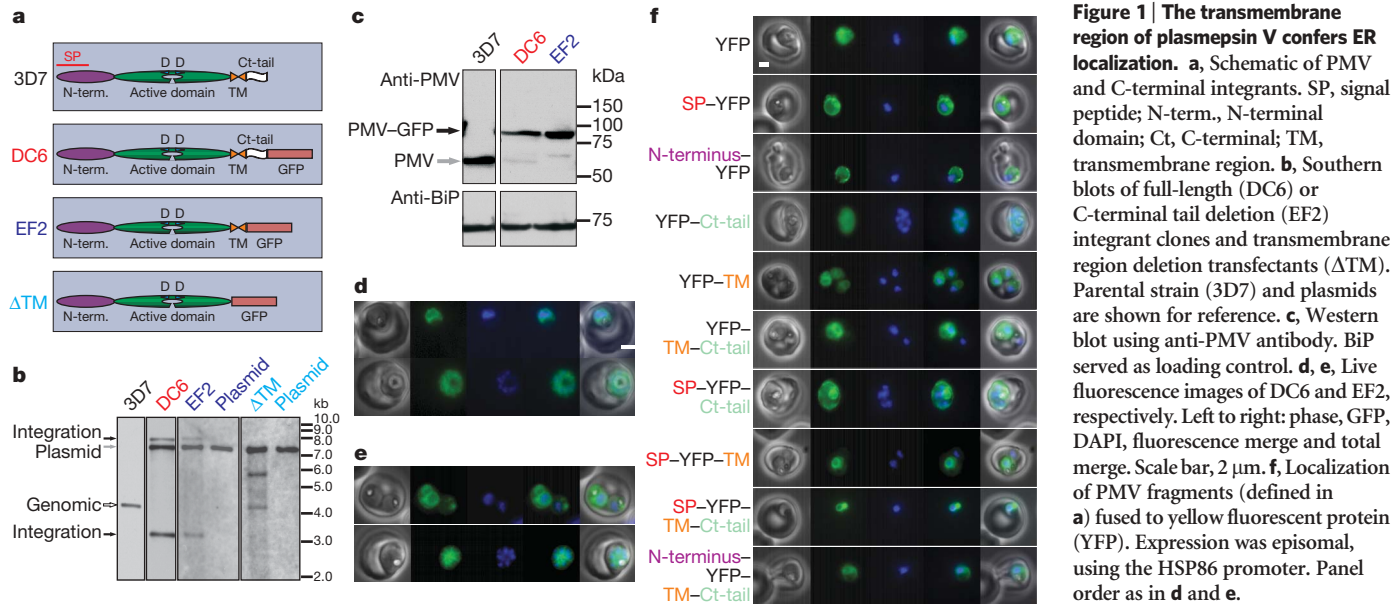 a
3D7
SP
D D
Ct-tail
N-term. Active domain TM
DC6
D D
Ct-tail
N-term. Active domain TM GFP
EF2
D D
N-term. Active domain TM GFP
ΔTM
D D
N-term. Active domain GFP
b
3D7 DC6 EF2 Plasmid ΔTM Plasmid
kb
10.0
9.0
8.0
7.0
6.0
5.0
4.0
3.0
2.0
Integration
Plasmid
Genomic
Integration
c
3D7 DC6 EF2
Anti-PMV
kDa
150
100
75
50
PMV–GFP
PMV
Anti-BiP
75
d
e
f
YFP
SP–YFP
N-terminus–
YFP
YFP–Ct-tail
YFP–TM
YFP–
TM–Ct-tail
SP–YFP–
Ct-tail
SP–YFP–TM
SP–YFP–
TM–Ct-tail
N-terminus–
YFP–
TM–Ct-tail
Figure 1 | The transmembrane
region of plasmepsin V confers ER
localization. a, Schematic of PMV
and C-terminal integrants. SP, signal
peptide; N-term., N-terminal
domain; Ct, C-terminal; TM,
transmembrane region. b, Southern
blots of full-length (DC6) or
C-terminal tail deletion (EF2)
integrant clones and transmembrane
region deletion transfectants (ΔTM).
Parental strain (3D7) and plasmids
are shown for reference. c, Western
blot using anti-PMV antibody. BiP
served as loading control. d, e, Live
fluorescence images of DC6 and EF2,
respectively. Left to right: phase, GFP,
DAPI, fluorescence merge and total
merge. Scale bar, 2 μm. f, Localization
of PMV fragments (defined in
a) fused to yellow fluorescent protein
(YFP). Expression was episomal,
using the HSP86 promoter. Panel
order as in d and e.